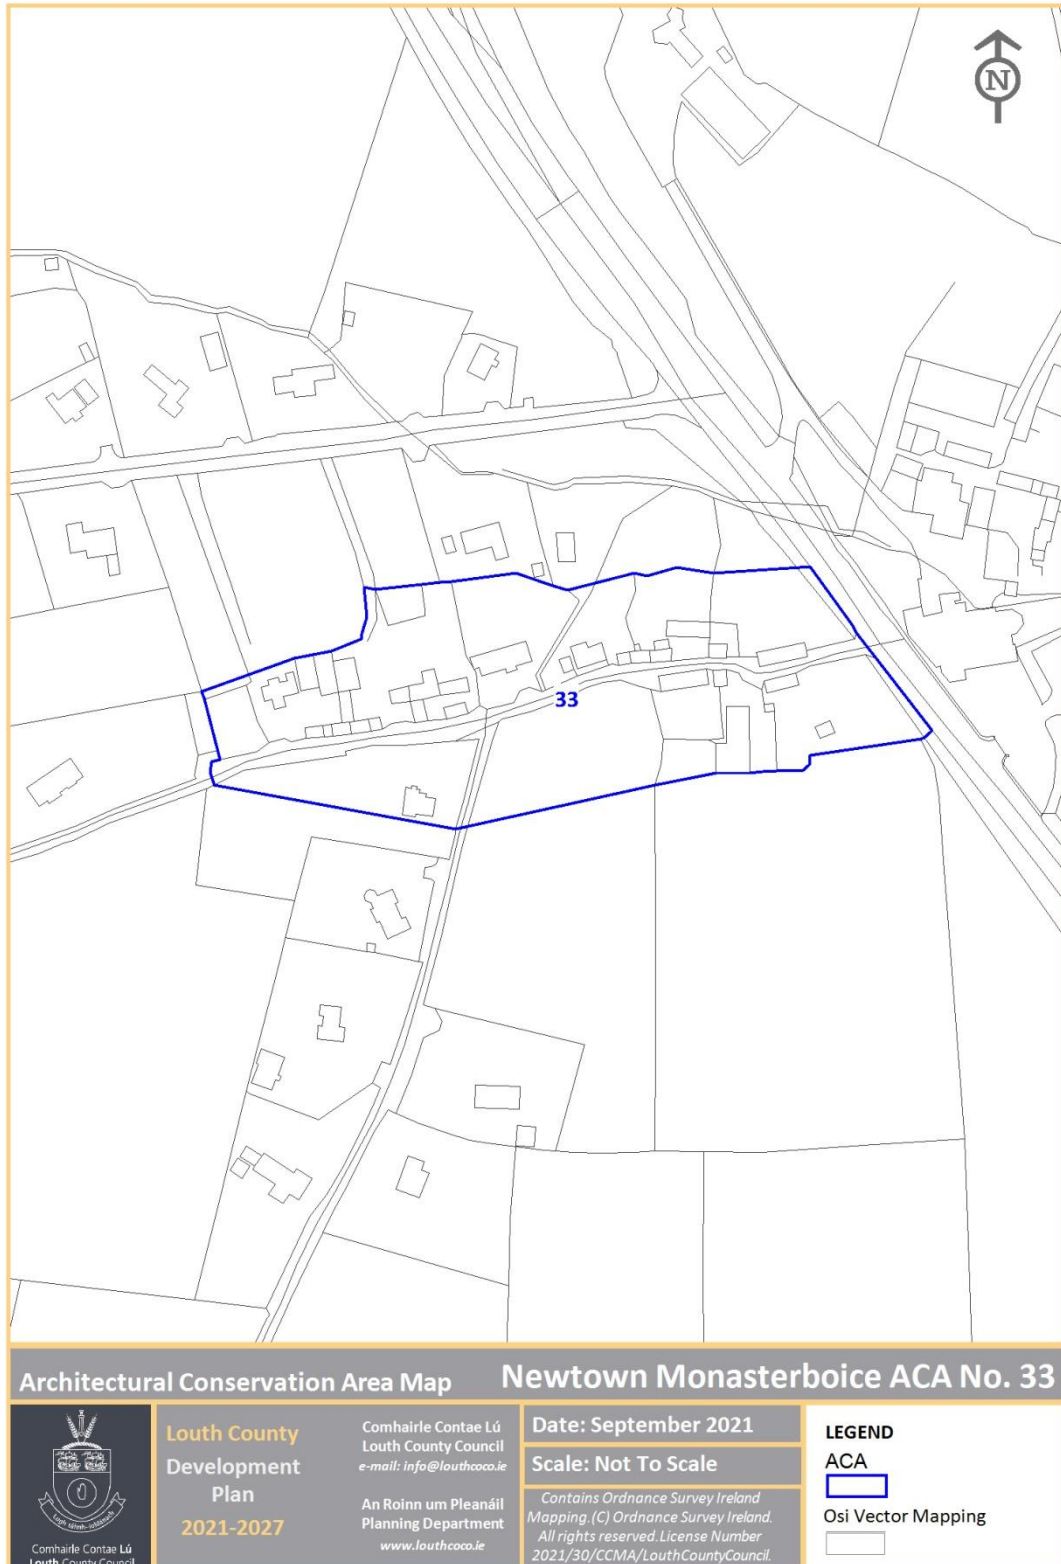 N
33
Architectural Conservation Area Map
Newtown Monasterboice ACA No. 33
Comhairle Contae Lú
Louth County Council
Louth County
Development
Plan
2021-2027
Comhairle Contae Lú
Louth County Council
e-mail: info@louthcoco.ie
An Roinn um Pleanáil
Planning Department
www.louthcoco.ie
Date: September 2021
Scale: Not To Scale
Contains Ordnance Survey Ireland
Mapping.(C) Ordnance Survey Ireland.
All rights reserved.License Number
2021/30/CCMA/LouthCountyCouncil.
LEGEND
ACA
Osi Vector Mapping